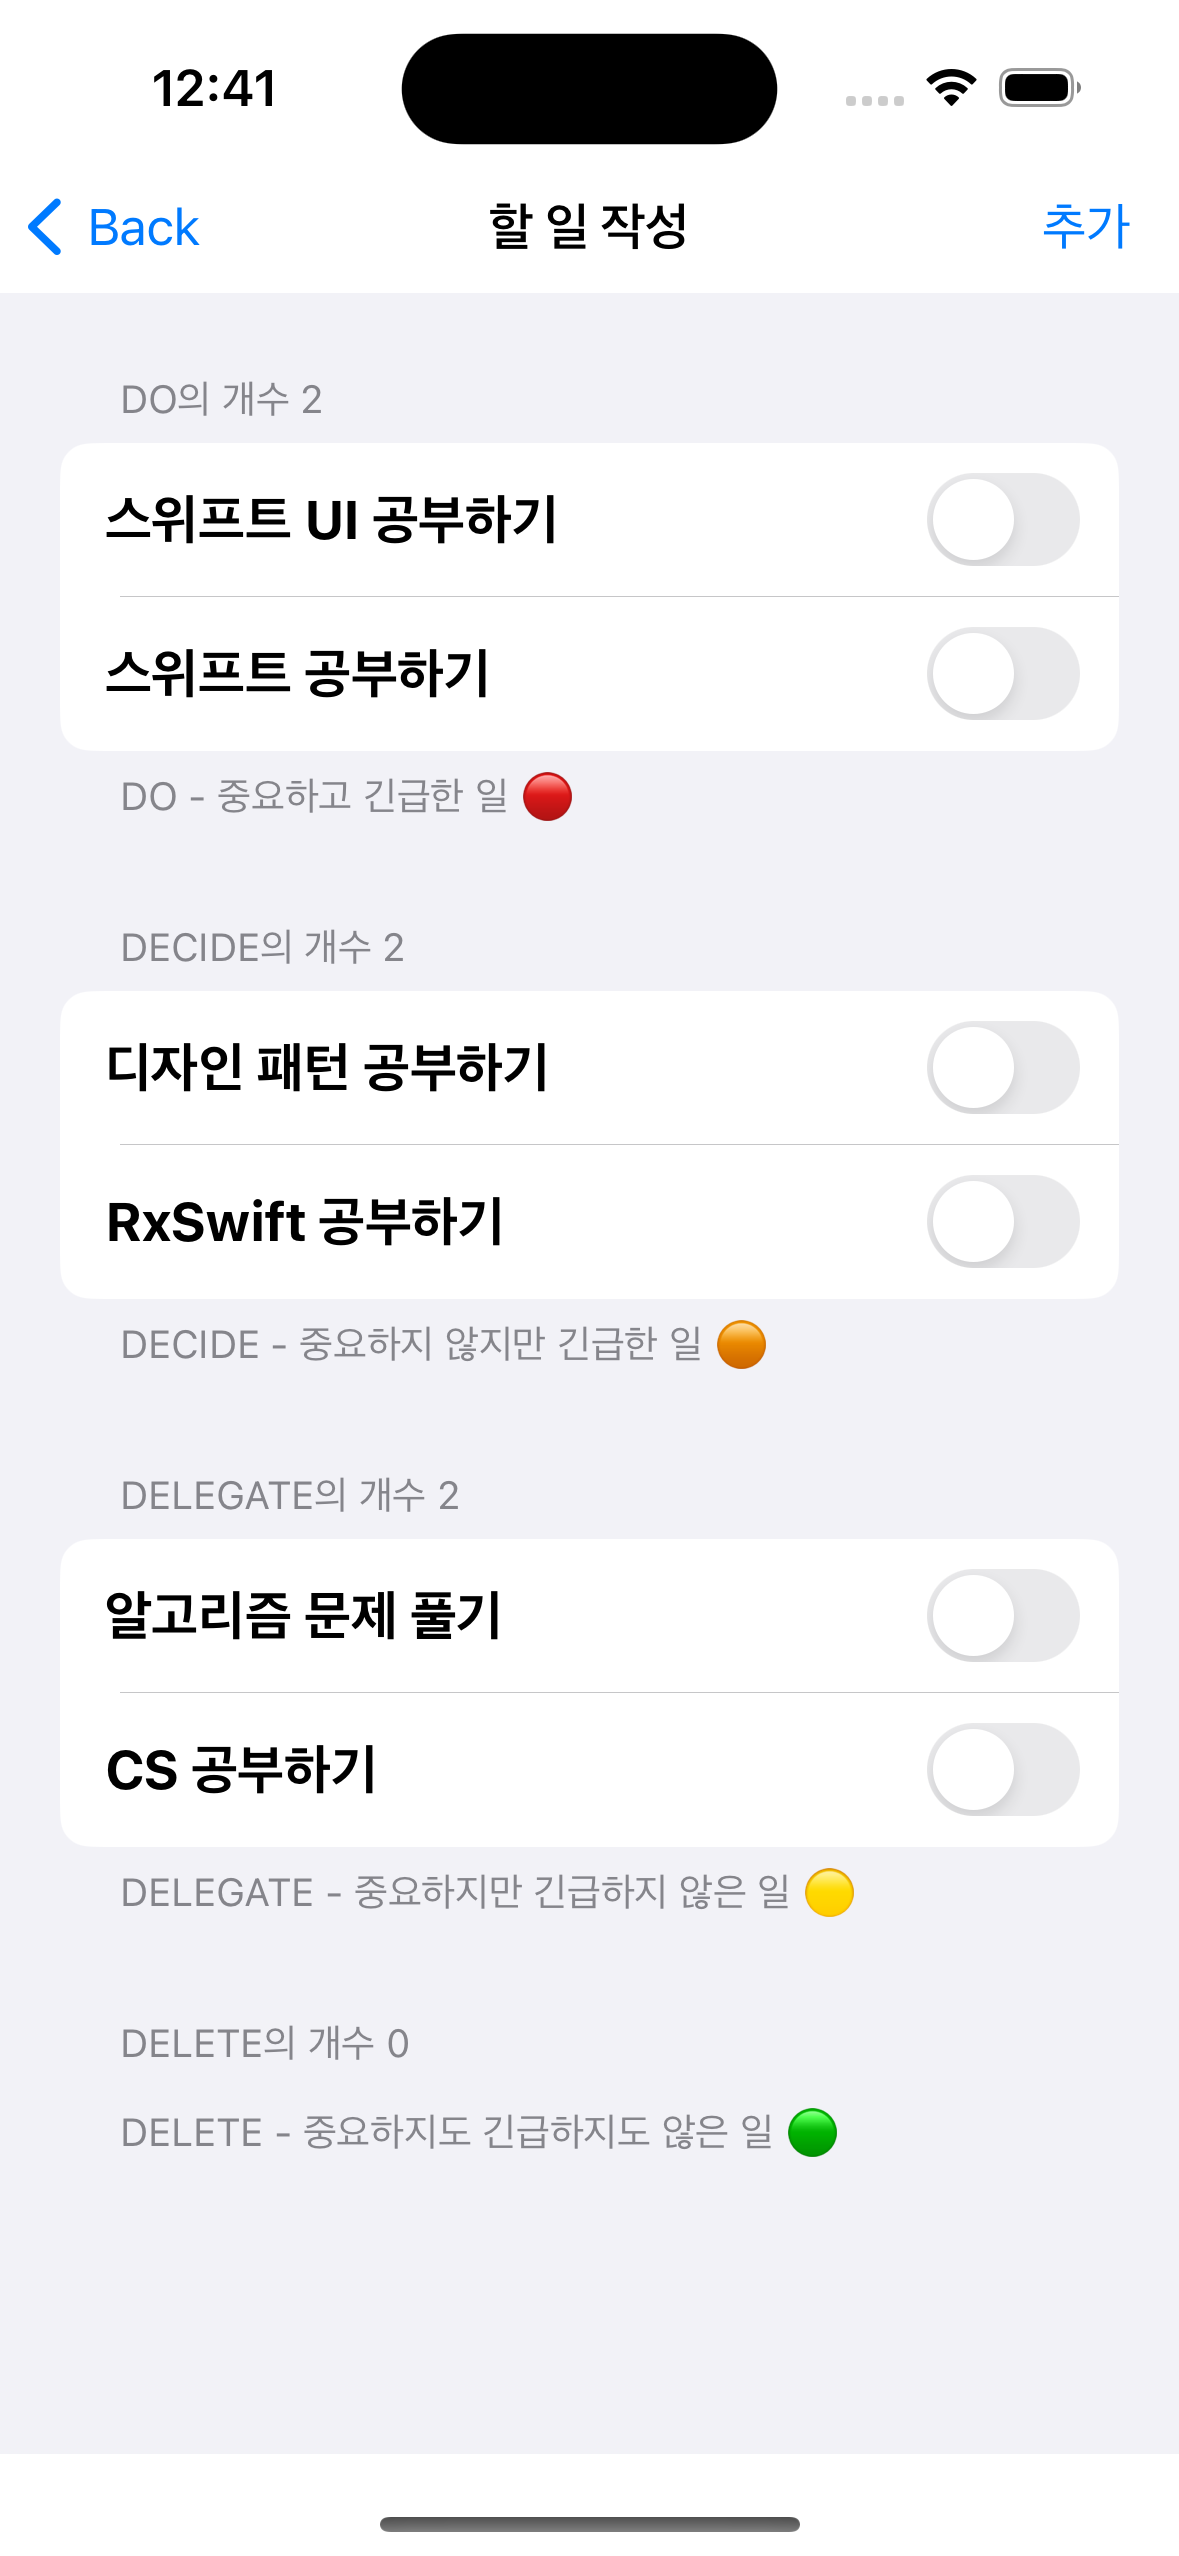 12:41
Back
할 일 작성
추가
DO의 개수 2
스위프트 UI 공부하기
스위프트 공부하기
DO - 중요하고 긴급한 일 🔴
DECIDE의 개수 2
디자인 패턴 공부하기
RxSwift 공부하기
DECIDE - 중요하지 않지만 긴급한 일 🟠
DELEGATE의 개수 2
알고리즘 문제 풀기
CS 공부하기
DELEGATE - 중요하지만 긴급하지 않은 일 🟡
DELETE의 개수 0
DELETE - 중요하지도 긴급하지도 않은 일 🟢